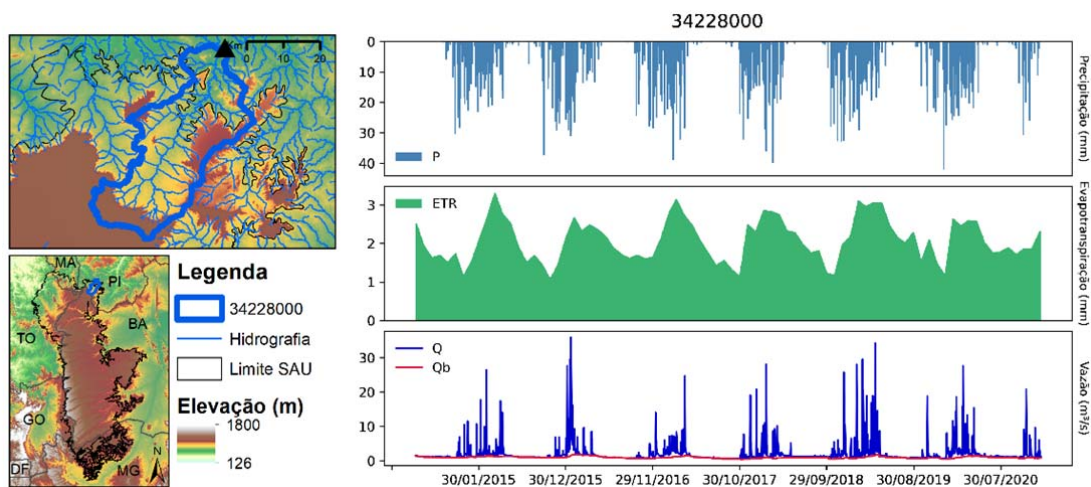 34228000
Km
0 10 20
MA
PI
TO
BA
GO
DF
MG
N
Legenda
34228000
Hidrografia
Limite SAU
Elevação (m)
1800
126
0
10
20
30
40
P
Precipitação (mm)
3
2
1
0
ETR
Evapotranspiração (mm)
30
20
10
0
Q
Qb
Vazão (m³/s)
30/01/2015 30/12/2015 29/11/2016 30/10/2017 29/09/2018 30/08/2019 30/07/2020